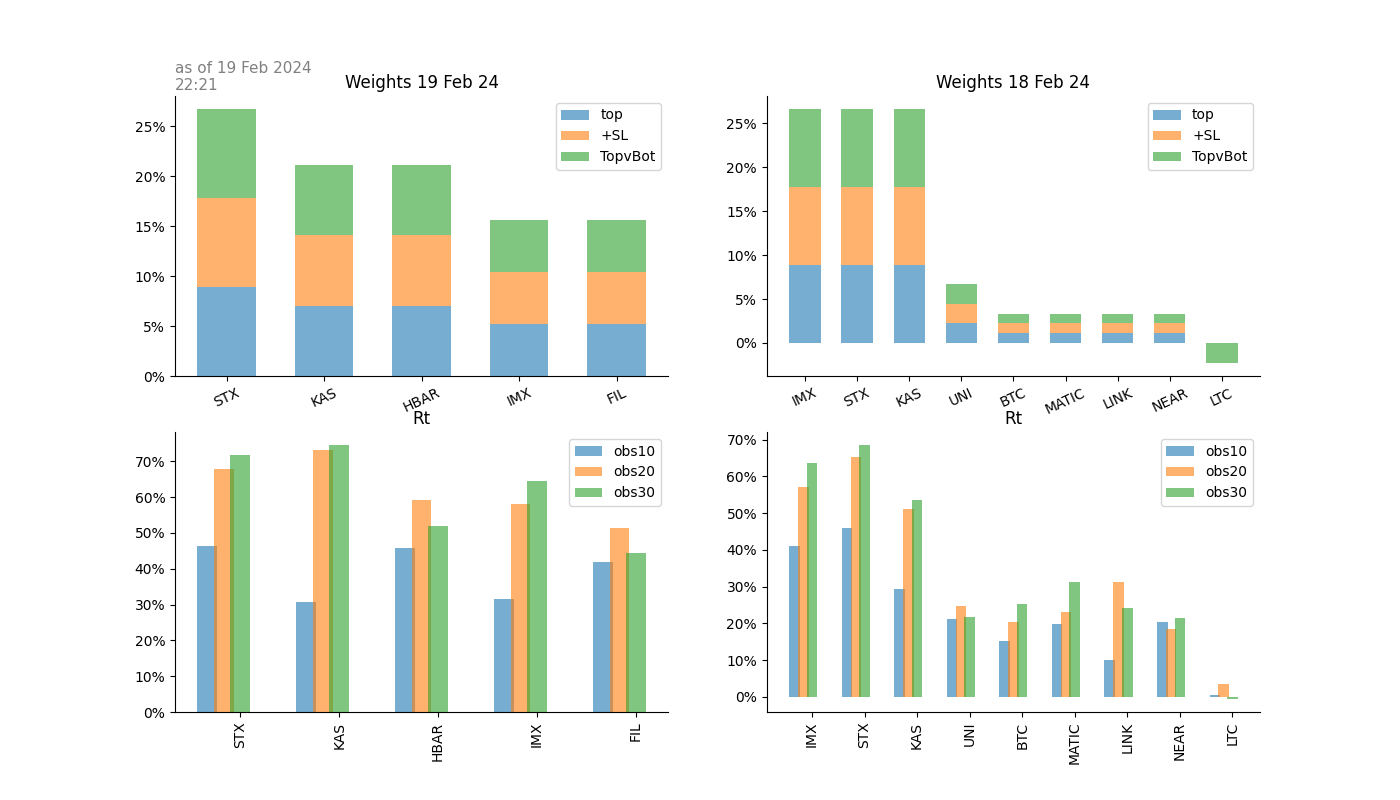 as of 19 Feb 2024
22:21
Weights 19 Feb 24
top
+SL
TopvBot
25%
20%
15%
10%
5%
0%
STX
KAS
HBAR
IMX
FIL
Weights 18 Feb 24
top
+SL
TopvBot
25%
20%
15%
10%
5%
0%
IMX
STX
KAS
UNI
BTC
MATIC
LINK
NEAR
LTC
Rt
obs10
obs20
obs30
70%
60%
50%
40%
30%
20%
10%
0%
STX
KAS
HBAR
IMX
FIL
Rt
obs10
obs20
obs30
70%
60%
50%
40%
30%
20%
10%
0%
IMX
STX
KAS
UNI
BTC
MATIC
LINK
NEAR
LTC